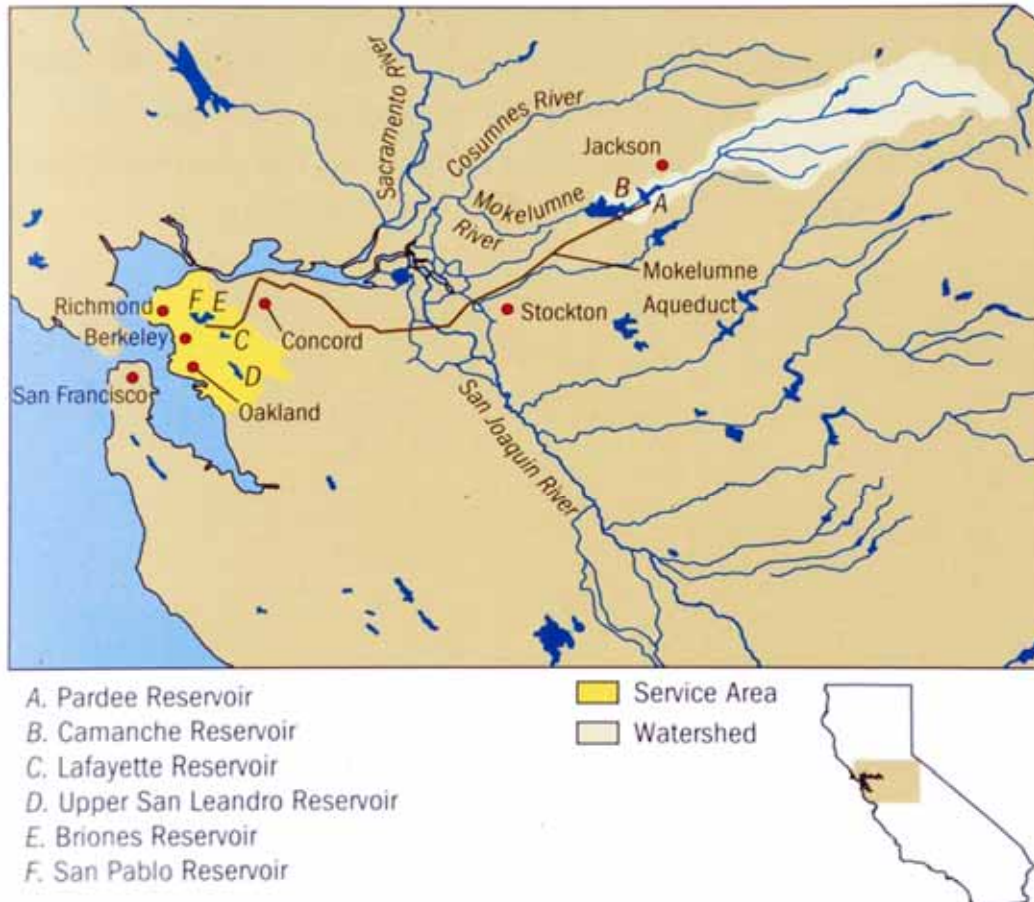 Sacramento River
Cosumnes River
Jackson
Mokelumne
River
B
A
Mokelumne
Aqueduct
Richmond
F E
Berkeley
C
Concord
Stockton
D
San Francisco
Oakland
San Joaquin River
A. Pardee Reservoir
B. Camanche Reservoir
C. Lafayette Reservoir
D. Upper San Leandro Reservoir
E. Briones Reservoir
F. San Pablo Reservoir
Service Area
Watershed